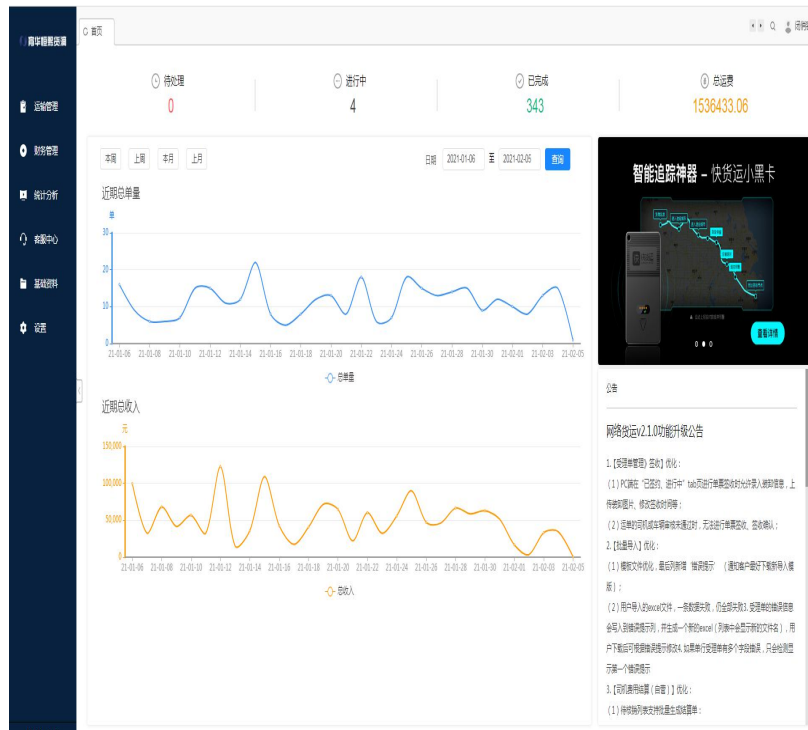 首页
运输管理
财务管理
统计分析
客服中心
基础资料
设置
待处理
0
进行中
4
已完成
343
总运费
1536433.06
本周 上周 本月 上月
日期 2021-01-06 至 2021-02-05 查询
近期总单量
单
30
20
10
0
21-01-06 21-01-08 21-01-10 21-01-12 21-01-14 21-01-16 21-01-18 21-01-20 21-01-22 21-01-24 21-01-26 21-01-28 21-01-30 21-02-01 21-02-03 21-02-05
总单量
近期总收入
元
150,000
100,000
50,000
0
21-01-06 21-01-08 21-01-10 21-01-12 21-01-14 21-01-16 21-01-18 21-01-20 21-01-22 21-01-24 21-01-26 21-01-28 21-01-30 21-02-01 21-02-03 21-02-05
总收入
智能追踪神器 – 快货运小黑卡
查看详情
公告
网络货运v2.1.0功能升级公告
1.【受理单管理》签收】优化：
（1）PC端在“已签约, 进行中”tab页进行单票签收时允许录入装卸信息，上
传装卸图片, 修改签收时间等；
（2）运单的司机或车辆审核未通过时，无法进行单票签收、签收确认；
2.【批量导入】优化：
（1）模板文件优化，最后列新增‘错误提示’（通知客户最好下载新导入模
版）；
（2）用户导入的excel文件，一条数据失败，仍全部失败3.受理单的错误信息
会写入到错误提示列，并生成一个新的excel（列表中会显示新的文件名），用
户下载后可根据错误提示修改4.如果单行受理单有多个字段错误，只会检测显
示第一个错误提示
3.【司机费用结算（自营）】优化：
（1）待核销列表支持批量生成结算单：